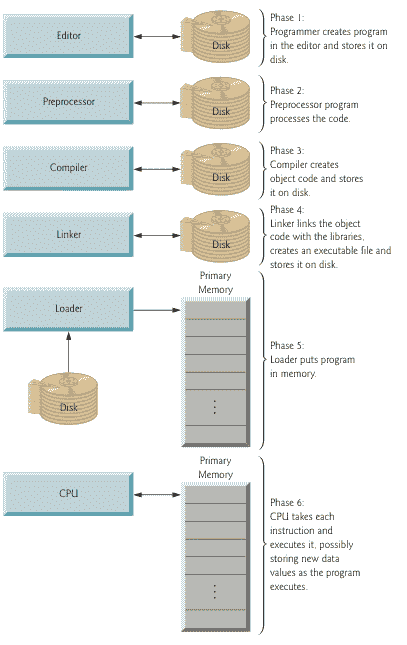 Editor
Disk
Phase 1:
Programmer creates program
in the editor and stores it on
disk.
Preprocessor
Disk
Phase 2:
Preprocessor program
processes the code.
Compiler
Disk
Phase 3:
Compiler creates
object code and stores
it on disk.
Linker
Disk
Phase 4:
Linker links the object
code with the libraries,
creates an executable file and
stores it on disk.
Primary
Memory
Loader
Disk
Phase 5:
Loader puts program
in memory.
Primary
Memory
CPU
Phase 6:
CPU takes each
instruction and
executes it, possibly
storing new data
values as the program
executes.